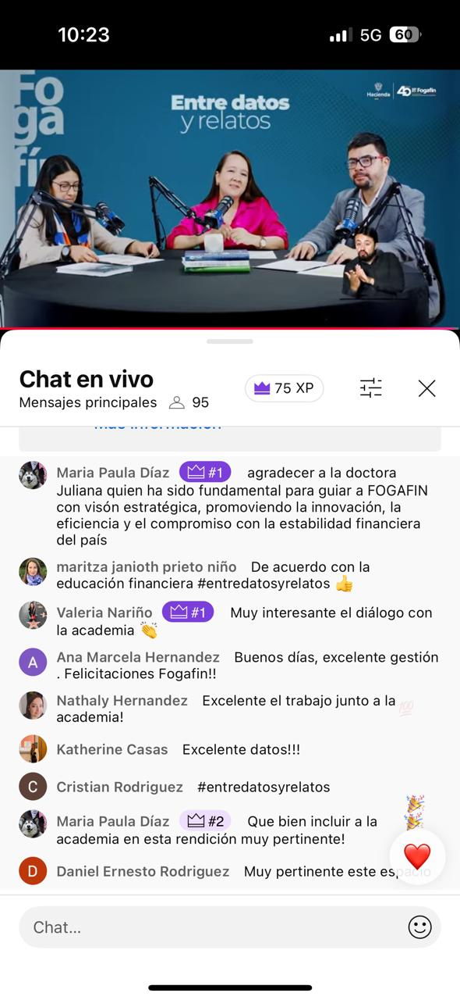 10:23
5G
60
Fo
ga
fín
Entre datos
y relatos
Hacienda
40 Fogafín
Chat en vivo
Mensajes principales 95
75 XP
Más información
Maria Paula Díaz #1 agradecer a la doctora
Juliana quien ha sido fundamental para guiar a FOGAFIN
con visón estratégica, promoviendo la innovación, la
eficiencia y el compromiso con la estabilidad financiera
del país
maritza janioth prieto niño De acuerdo con la
educación financiera #entredatosyrelatos 👍
Valeria Nariño #1 Muy interesante el diálogo con
la academia 👏
A
Ana Marcela Hernandez Buenos días, excelente gestión
. Felicitaciones Fogafin!!
Nathaly Hernandez Excelente el trabajo junto a la
academia!
💯
Katherine Casas Excelente datos!!!
C
Cristian Rodriguez #entredatosyrelatos
Maria Paula Díaz #2 Que bien incluir a la
academia en esta rendición muy pertinente!
D
Daniel Ernesto Rodriguez Muy pertinente este espacio
Chat...